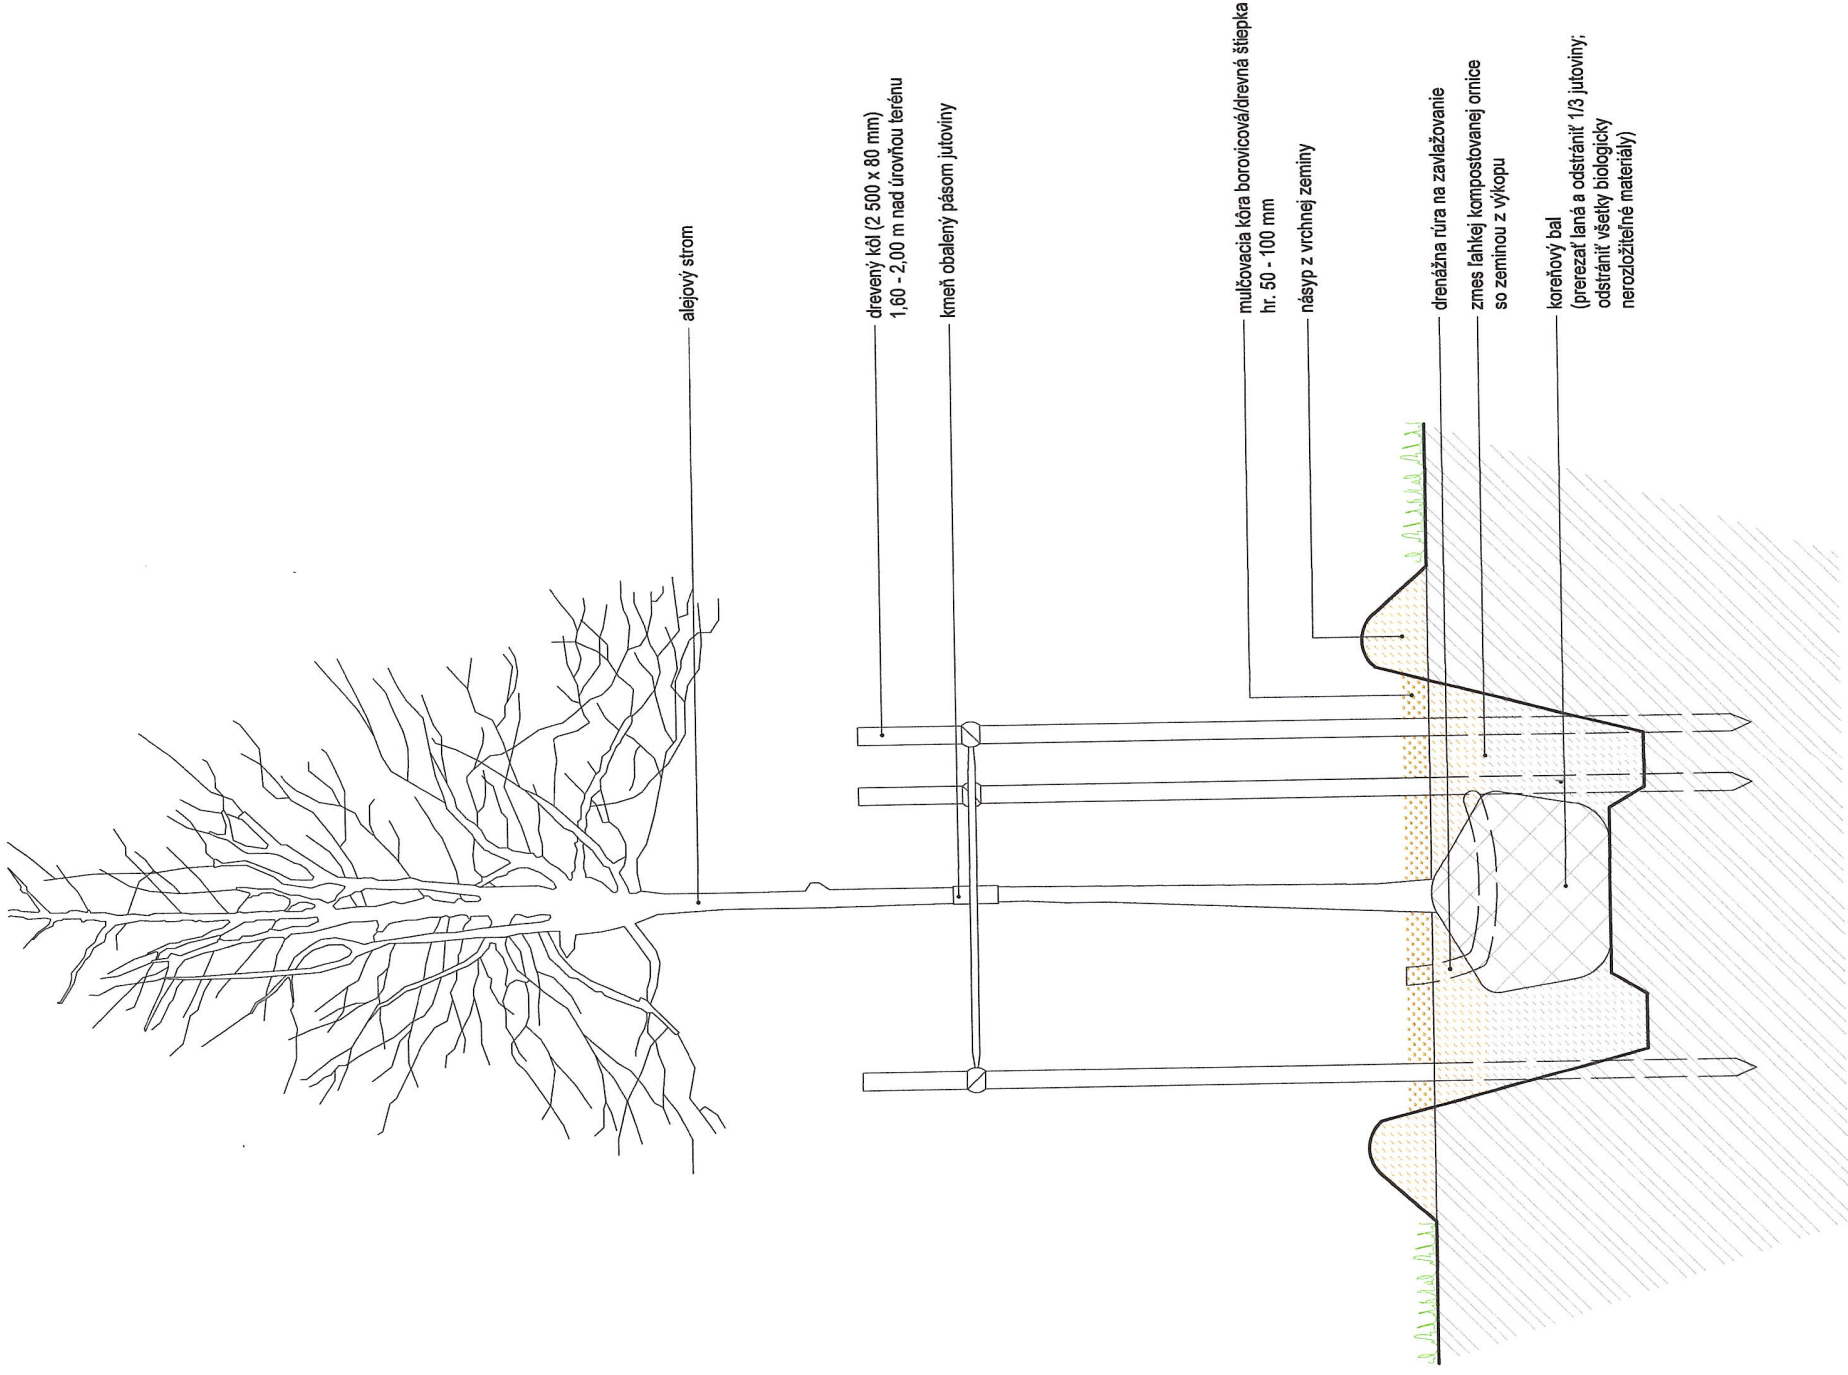 alejový strom
drevený kôl (2 500 x 80 mm)
1,60 - 2,00 m nad úrovňou terénu
kmeň obalený pásom jutoviny
mulčovacia kôra borovicová/drevná štiepka
hr. 50 - 100 mm
násyp z vrchnej zeminy
drenážna rúra na zavlažovanie
zmes ľahkej kompostovanej ornice
so zeminou z výkopu
koreňový bal
(prerezať laná a odstrániť 1/3 jutoviny;
odstrániť všetky biologicky
nerozložiteľné materiály)